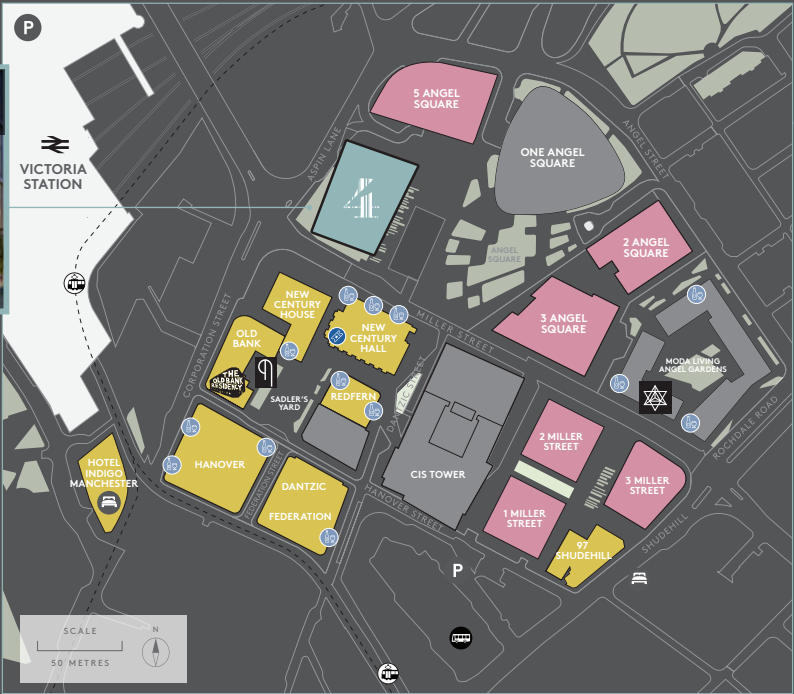 P
5 ANGEL
SQUARE
ONE ANGEL
SQUARE
ANGEL STREET
ASPIN LANE
VICTORIA
STATION
4
2 ANGEL
SQUARE
ANGEL
SQUARE
NEW
CENTURY
HOUSE
3 ANGEL
SQUARE
MILLER STREET
CORPORATION STREET
OLD
BANK
NEW
CENTURY
HALL
MODA LIVING
ANGEL GARDENS
THE
OLD BANK
RESIDENCY
SADLER'S
YARD
REDFERN
DANTZIC STREET
ROCHDALE ROAD
2 MILLER
STREET
HOTEL
INDIGO
MANCHESTER
HANOVER
CIS TOWER
3 MILLER
STREET
FEDERATION STREET
DANTZIC
FEDERATION
HANOVER STREET
1 MILLER
STREET
SHUDEHILL
97
SHUDEHILL
P
SCALE
50 METRES
N